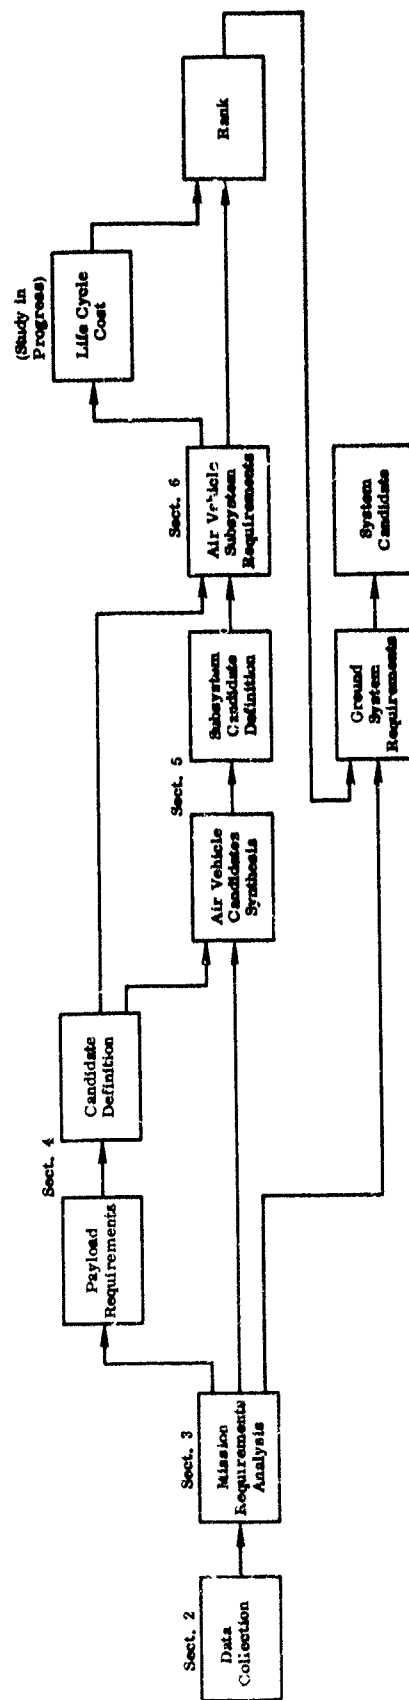 Sect. 2
Data
Collection
Sect. 3
Mission
Requirements
Analysis
Payload
Requirements
Sect. 4
Candidate
Definition
Air Vehicle
Candidates
Synthesis
Sect. 5
Subsystem
Candidate
Definition
Sect. 6
Air Vehicle
Subsystem
Requirements
(Study in
Progress)
Life Cycle
Cost
Rank
Ground
System
Requirements
System
Candidate